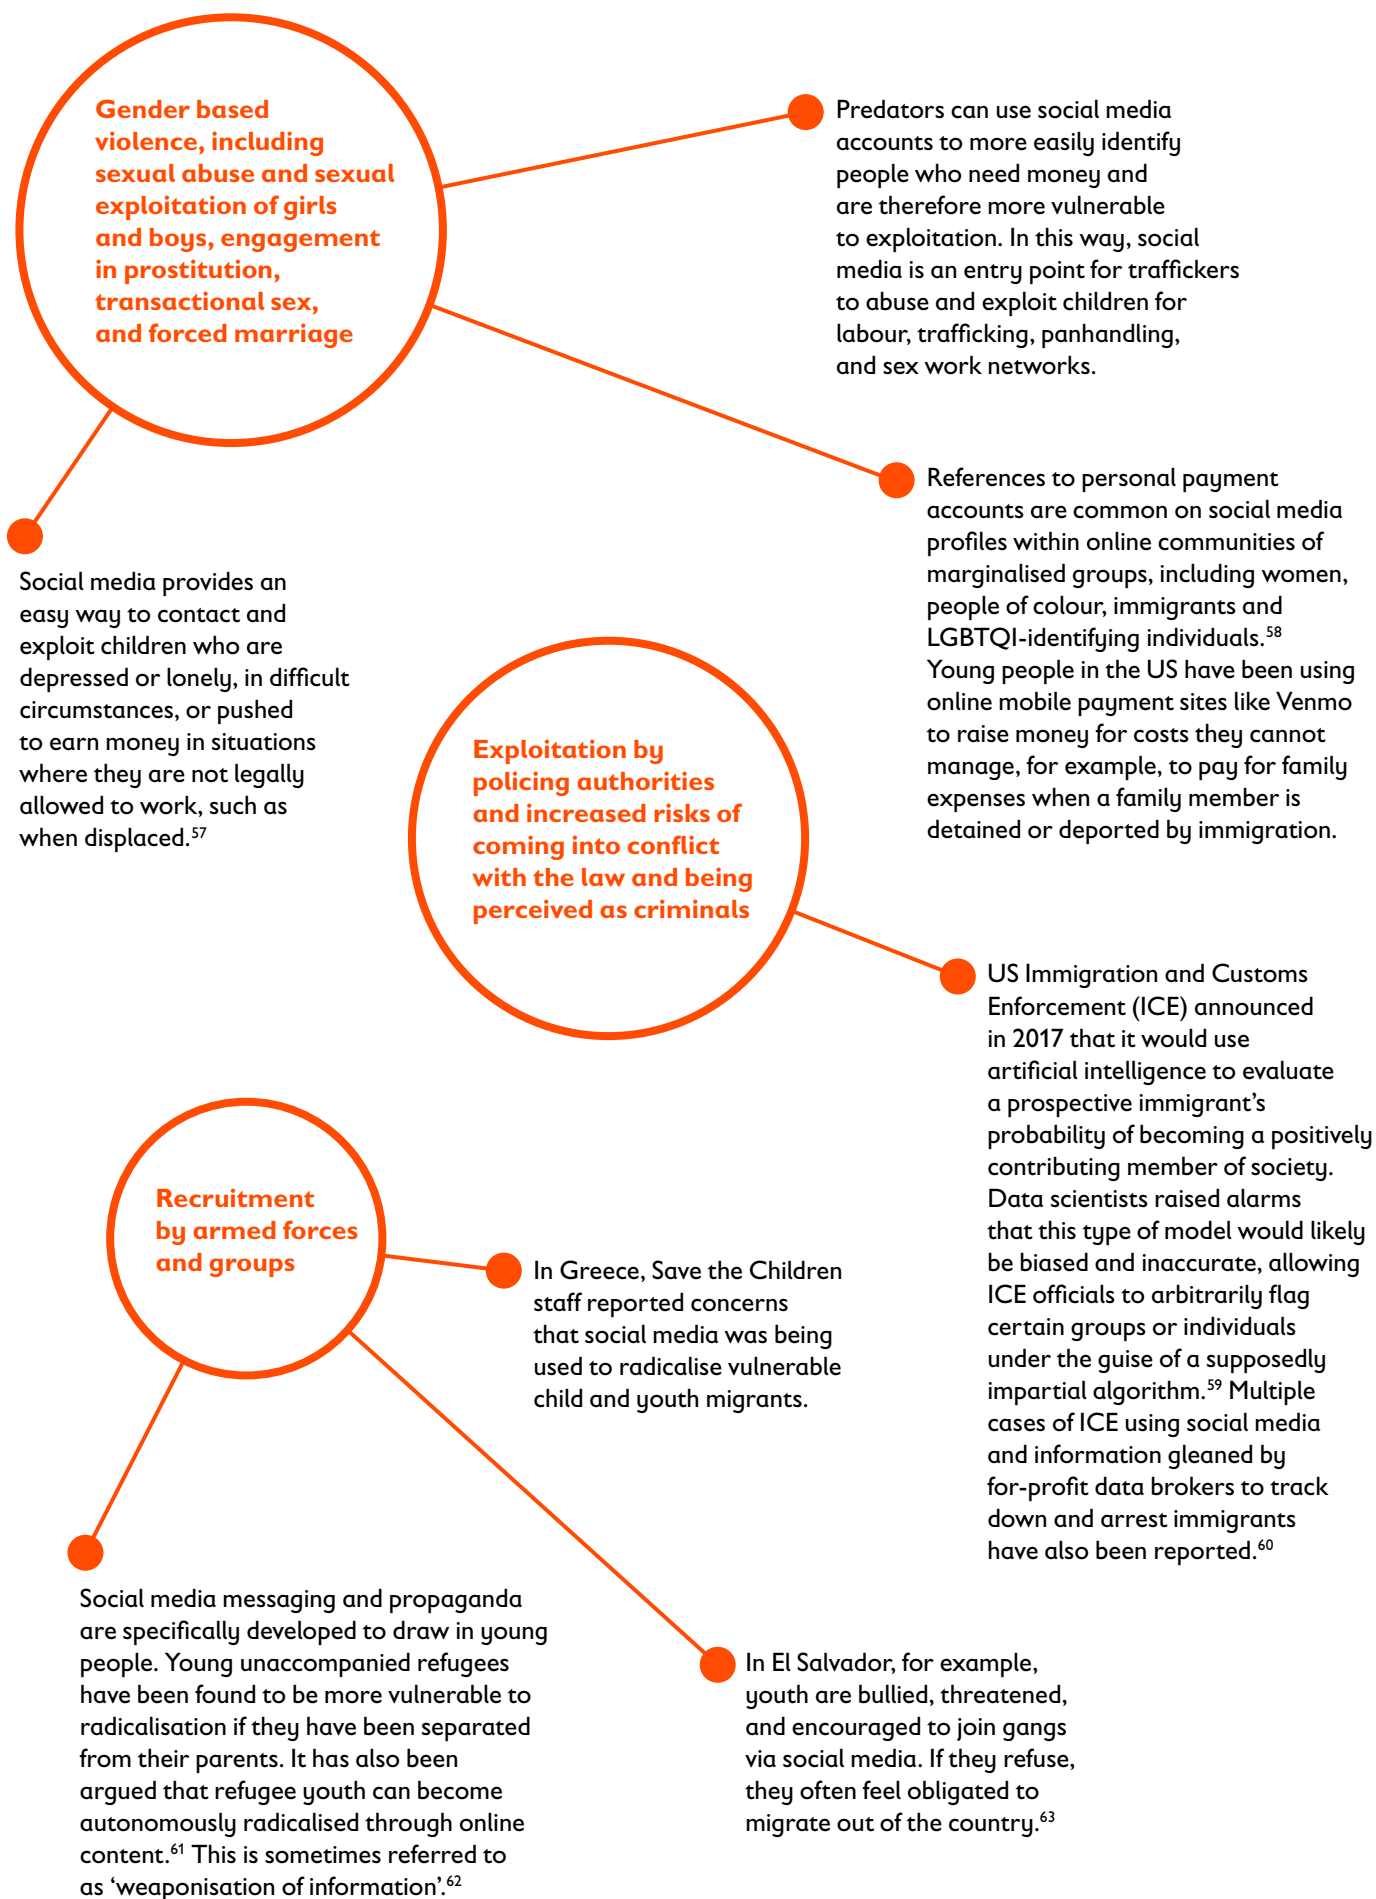 Gender based
violence, including
sexual abuse and sexual
exploitation of girls
and boys, engagement
in prostitution,
transactional sex,
and forced marriage
Predators can use social media
accounts to more easily identify
people who need money and
are therefore more vulnerable
to exploitation. In this way, social
media is an entry point for traffickers
to abuse and exploit children for
labour, trafficking, panhandling,
and sex work networks.
References to personal payment
accounts are common on social media
profiles within online communities of
marginalised groups, including women,
people of colour, immigrants and
LGBTQI-identifying individuals.58
Young people in the US have been using
online mobile payment sites like Venmo
to raise money for costs they cannot
manage, for example, to pay for family
expenses when a family member is
detained or deported by immigration.
Social media provides an
easy way to contact and
exploit children who are
depressed or lonely, in difficult
circumstances, or pushed
to earn money in situations
where they are not legally
allowed to work, such as
when displaced.57
Exploitation by
policing authorities
and increased risks of
coming into conflict
with the law and being
perceived as criminals
US Immigration and Customs
Enforcement (ICE) announced
in 2017 that it would use
artificial intelligence to evaluate
a prospective immigrant’s
probability of becoming a positively
contributing member of society.
Data scientists raised alarms
that this type of model would likely
be biased and inaccurate, allowing
ICE officials to arbitrarily flag
certain groups or individuals
under the guise of a supposedly
impartial algorithm.59 Multiple
cases of ICE using social media
and information gleaned by
for-profit data brokers to track
down and arrest immigrants
have also been reported.60
Recruitment
by armed forces
and groups
In Greece, Save the Children
staff reported concerns
that social media was being
used to radicalise vulnerable
child and youth migrants.
Social media messaging and propaganda
are specifically developed to draw in young
people. Young unaccompanied refugees
have been found to be more vulnerable to
radicalisation if they have been separated
from their parents. It has also been
argued that refugee youth can become
autonomously radicalised through online
content.61 This is sometimes referred to
as ‘weaponisation of information’.62
In El Salvador, for example,
youth are bullied, threatened,
and encouraged to join gangs
via social media. If they refuse,
they often feel obligated to
migrate out of the country.63